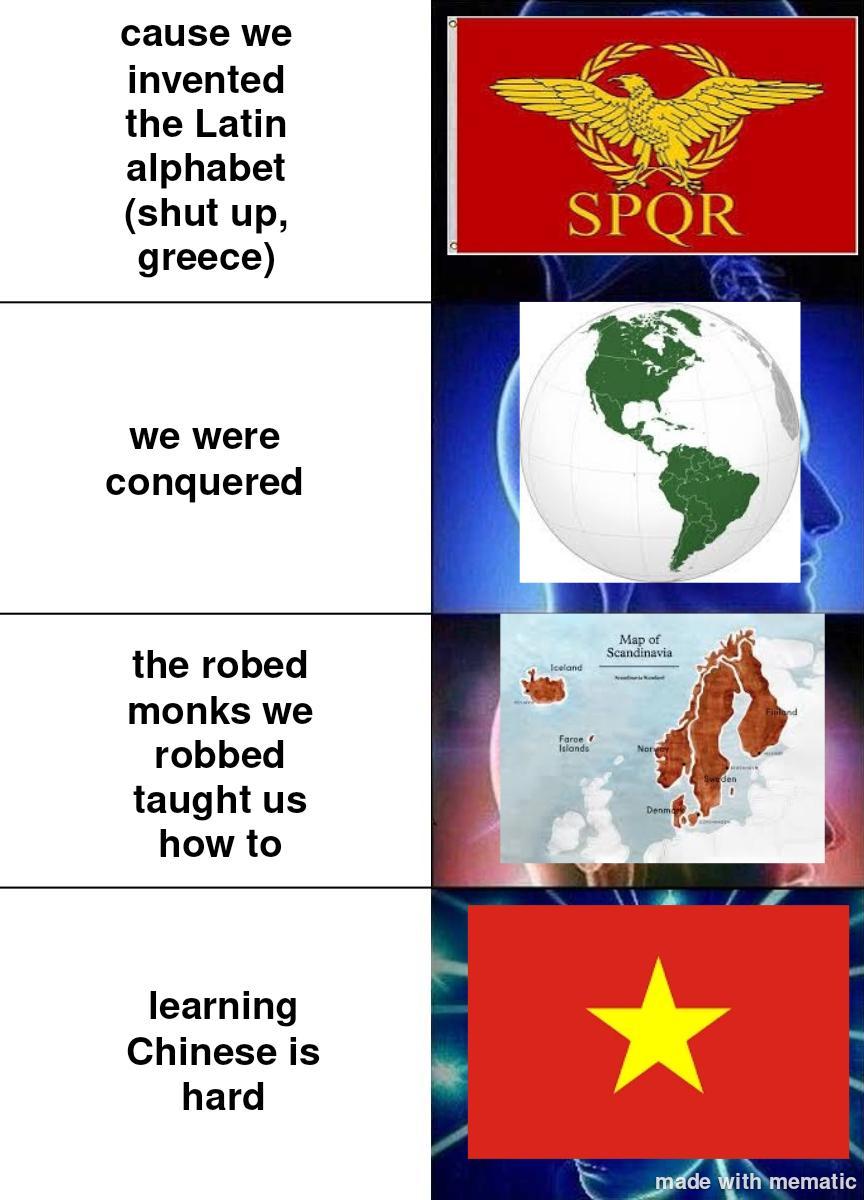 cause we
invented
the Latin
alphabet
(shut up,
greece)
SPQR
we were
conquered
the robed
monks we
robbed
taught us
how to
Map of
Scandinavia
Scandinavia Standard
Iceland
Faroe
Islands
Norway
Finland
Sweden
Denmark
learning
Chinese is
hard
made with mematic